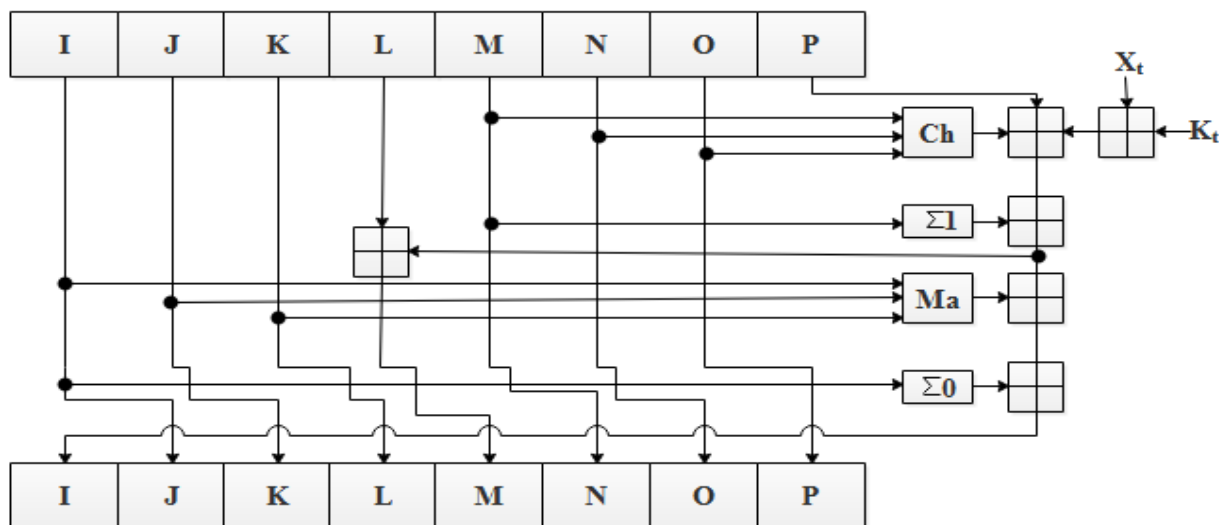 I J K L M N O P
Xₜ
Ch
Kₜ
Σ1
Ma
Σ0
I J K L M N O P